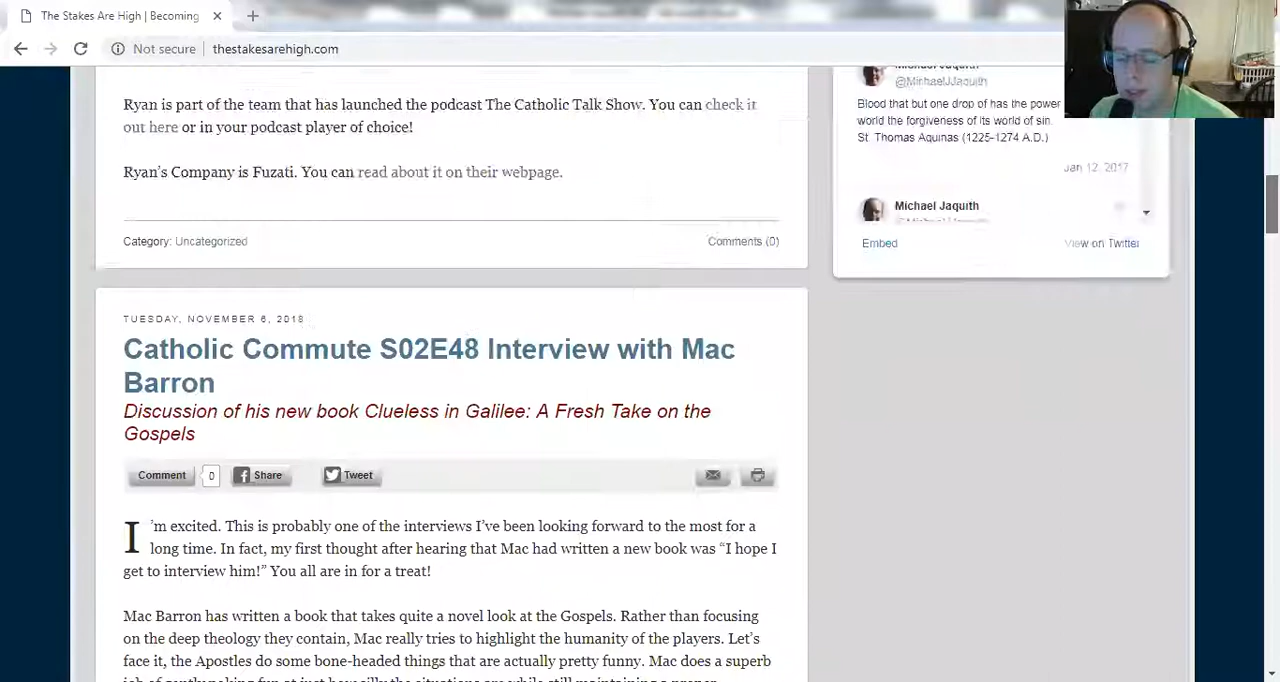 The Stakes Are High | Becoming
Not secure
thestakesarehigh.com
Ryan is part of the team that has launched the podcast The Catholic Talk Show. You can check it
out here or in your podcast player of choice!
Ryan's Company is Fuzati. You can read about it on their webpage.
Category: Uncategorized
Comments (0)
TUESDAY, NOVEMBER 6, 2018
Catholic Commute S02E48 Interview with Mac
Barron
Discussion of his new book Clueless in Galilee: A Fresh Take on the
Gospels
Comment 0 Share Tweet
I'm excited. This is probably one of the interviews I've been looking forward to the most for a
long time. In fact, my first thought after hearing that Mac had written a new book was “I hope I
get to interview him!” You all are in for a treat!
Mac Barron has written a book that takes quite a novel look at the Gospels. Rather than focusing
on the deep theology they contain, Mac really tries to highlight the humanity of the players. Let's
face it, the Apostles do some bone-headed things that are actually pretty funny. Mac does a superb
Michael Jaquith
@MichaelJJaquith
Blood that but one drop of has the power
world the forgiveness of its world of sin.
St. Thomas Aquinas (1225-1274 A.D.)
Jan 12, 2017
Michael Jaquith
Embed
View on Twitter